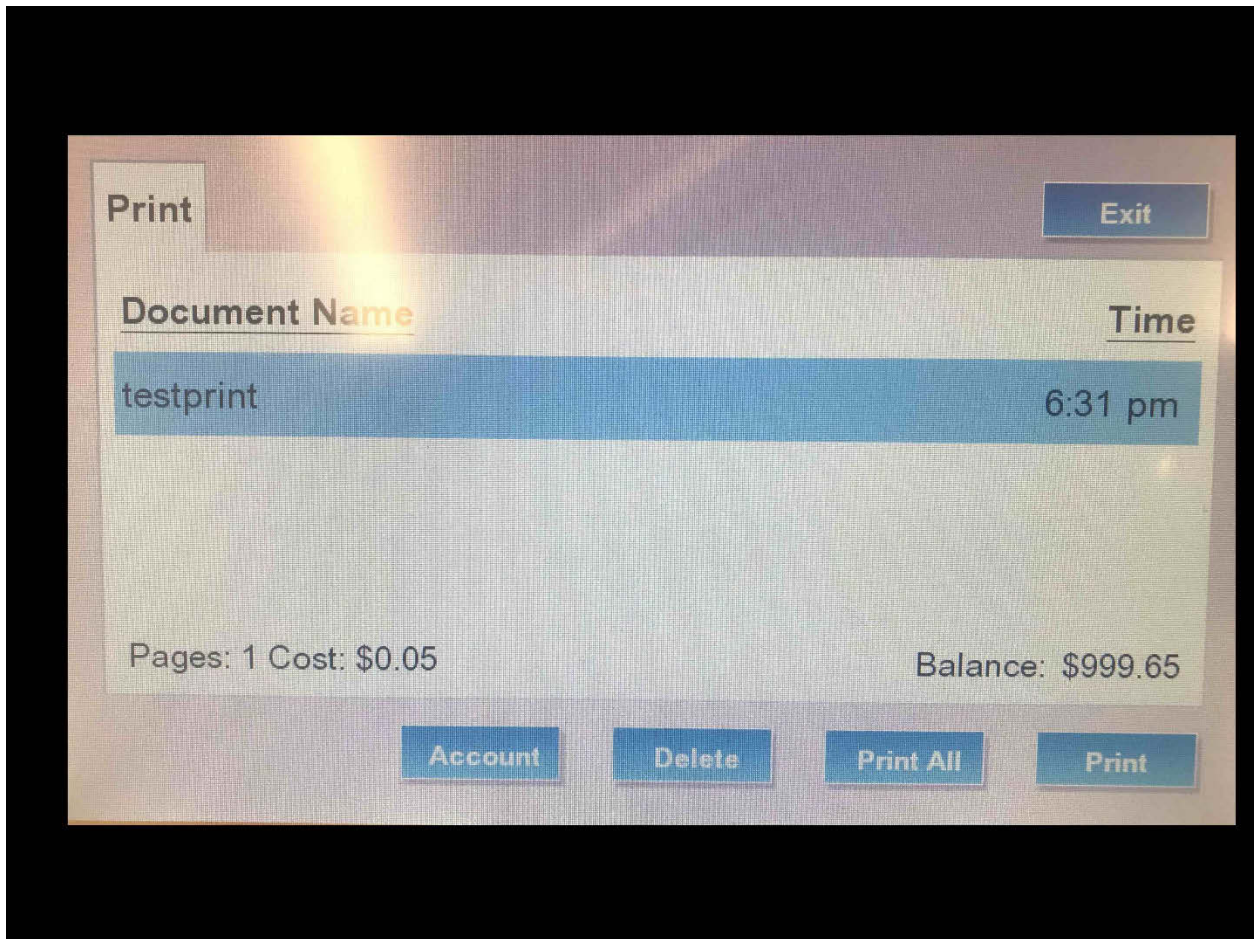 Print
Exit
Document Name Time
testprint 6:31 pm
Pages: 1 Cost: $0.05 Balance: $999.65
Account Delete Print All Print